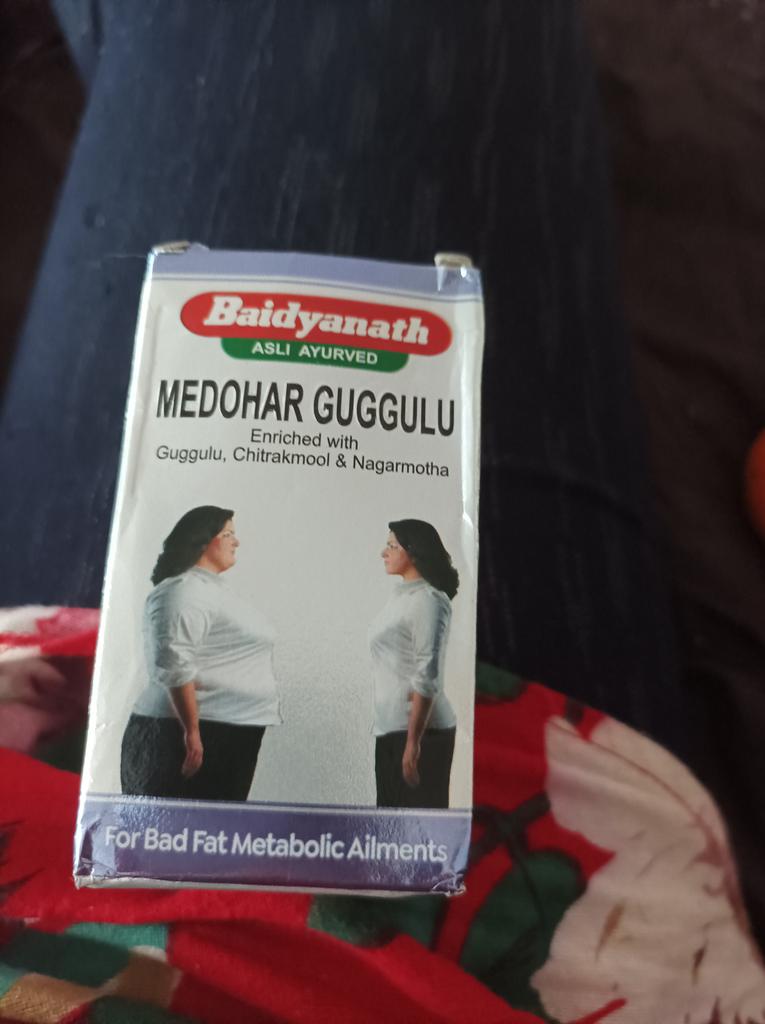 Baidyanath
ASLI AYURVED
MEDOHAR GUGGULU
Enriched with
Guggulu, Chitrakmool & Nagarmotha
For Bad Fat Metabolic Ailments